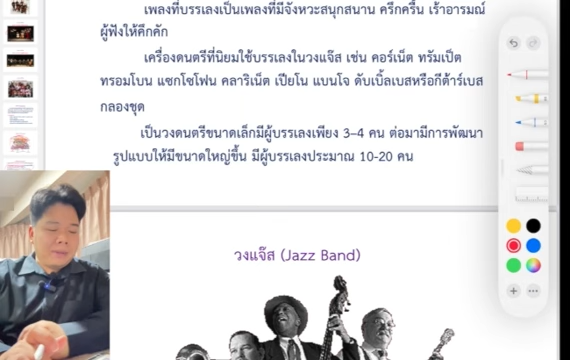 เพลงที่บรรเลงเป็นเพลงที่มีจังหวะสนุกสนาน ครึกครื้น เร้าอารมณ์
ผู้ฟังให้คึกคัก
เครื่องดนตรีที่นิยมใช้บรรเลงในวงแจ๊ส เช่น คอร์เน็ต ทรัมเป็ต
ทรอมโบน แซกโซโฟน คลาริเน็ต เปียโน แบนโจ ดับเบิ้ลเบสหรือกีต้าร์เบส
กลองชุด
เป็นวงดนตรีขนาดเล็กมีผู้บรรเลงเพียง 3–4 คน ต่อมามีการพัฒนา
รูปแบบให้มีขนาดใหญ่ขึ้น มีผู้บรรเลงประมาณ 10-20 คน
วงแจ๊ส (Jazz Band)